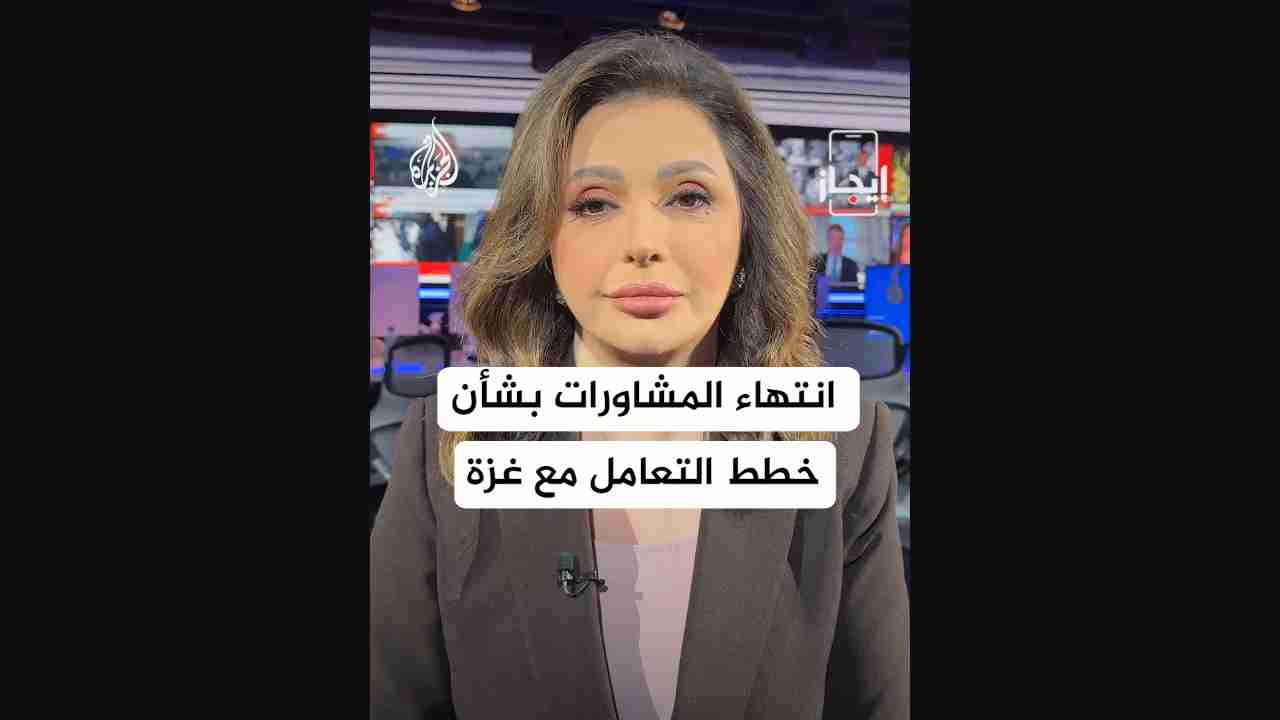 الجزيرة
إيجاز
انتهاء المشاورات بشأن
خطط التعامل مع غزة